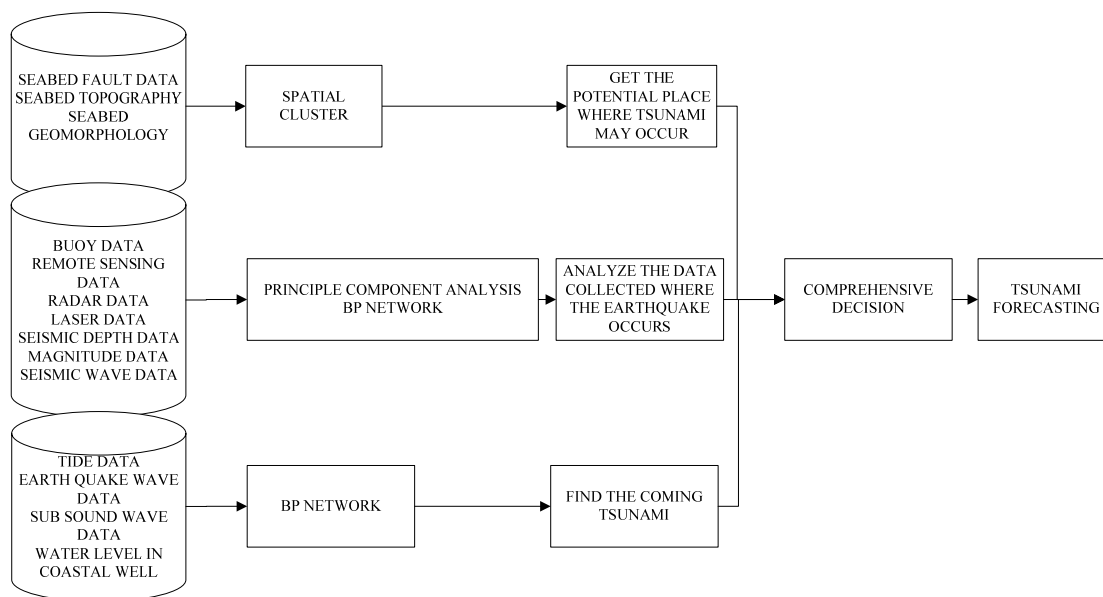 SEABED FAULT DATA
SEABED TOPOGRAPHY
SEABED
GEOMORPHOLOGY
SPATIAL
CLUSTER
GET THE
POTENTIAL PLACE
WHERE TSUNAMI
MAY OCCUR
BUOY DATA
REMOTE SENSING
DATA
RADAR DATA
LASER DATA
SEISMIC DEPTH DATA
MAGNITUDE DATA
SEISMIC WAVE DATA
PRINCIPLE COMPONENT ANALYSIS
BP NETWORK
ANALYZE THE DATA
COLLECTED WHERE
THE EARTHQUAKE
OCCURS
COMPREHENSIVE
DECISION
TSUNAMI
FORECASTING
TIDE DATA
EARTH QUAKE WAVE
DATA
SUB SOUND WAVE
DATA
WATER LEVEL IN
COASTAL WELL
BP NETWORK
FIND THE COMING
TSUNAMI